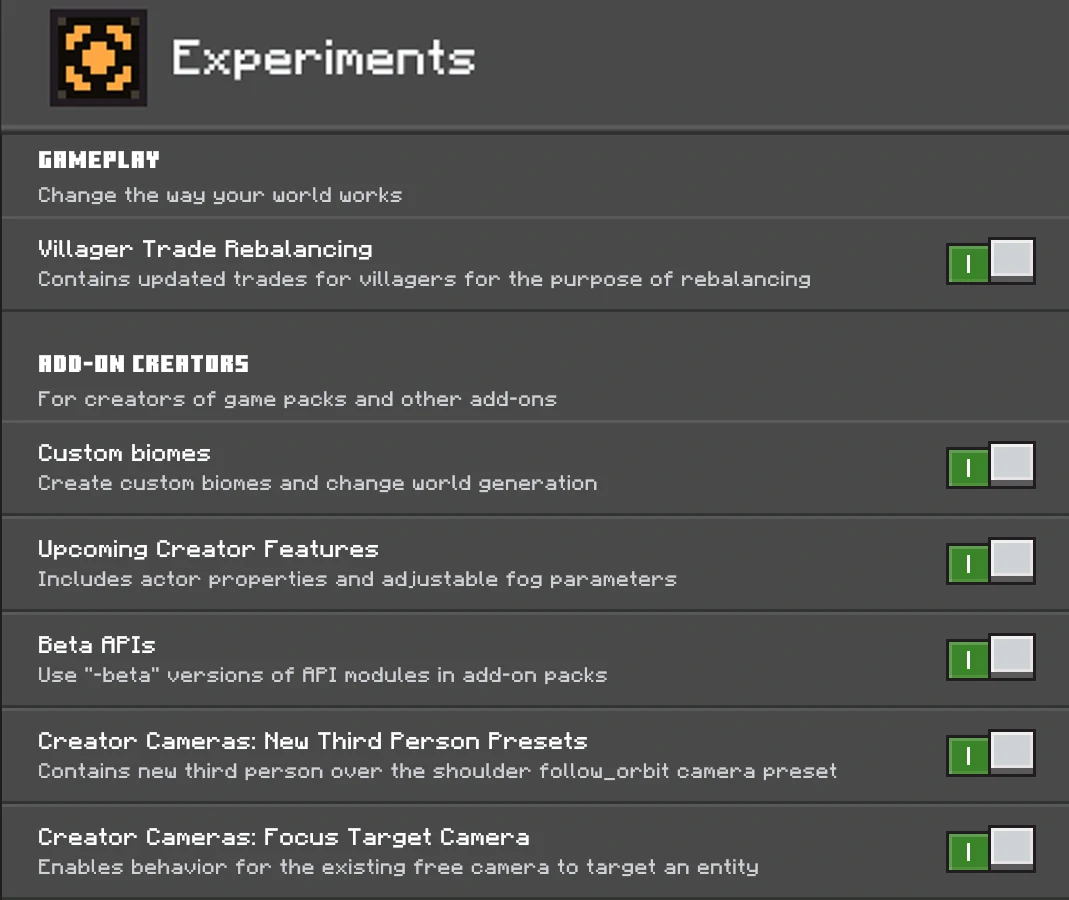 Experiments
GAMEPLAY
Change the way your world works
Villager Trade Rebalancing
Contains updated trades for villagers for the purpose of rebalancing
ADD-ON CREATORS
For creators of game packs and other add-ons
Custom biomes
Create custom biomes and change world generation
Upcoming Creator Features
Includes actor properties and adjustable fog parameters
Beta APIs
Use "-beta" versions of API modules in add-on packs
Creator Cameras: New Third Person Presets
Contains new third person over the shoulder follow_orbit camera preset
Creator Cameras: Focus Target Camera
Enables behavior for the existing free camera to target an entity